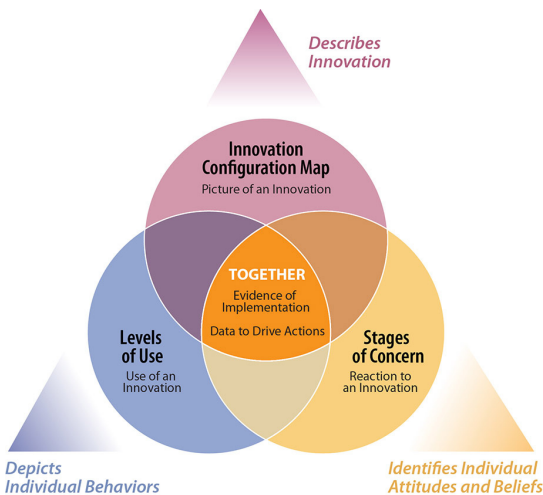 Describes
Innovation
Innovation
Configuration Map
Picture of an Innovation
TOGETHER
Evidence of
Implementation
Data to Drive Actions
Levels
of Use
Use of an
Innovation
Stages
of Concern
Reaction to
an Innovation
Depicts
Individual Behaviors
Identifies Individual
Attitudes and Beliefs